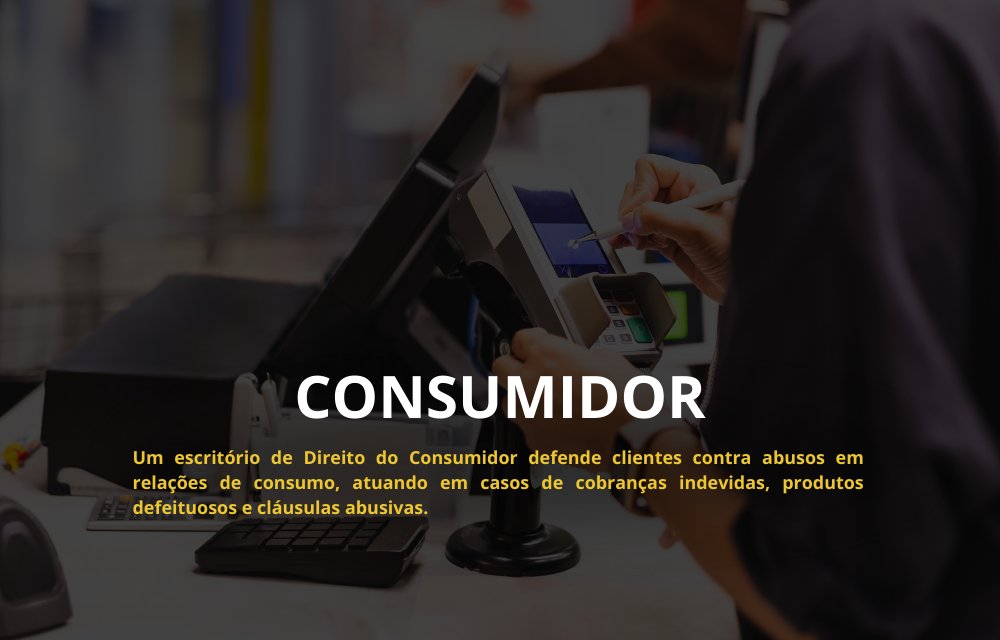 CONSUMIDOR
Um escritório de Direito do Consumidor defende clientes contra abusos em
relações de consumo, atuando em casos de cobranças indevidas, produtos
defeituosos e cláusulas abusivas.